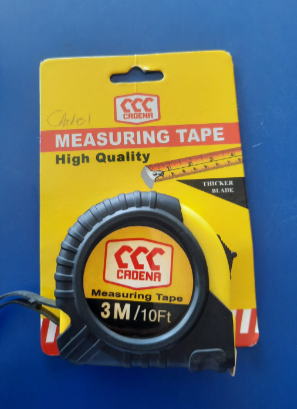 CCC
CADENA
MEASURING TAPE
High Quality
THICKER
BLADE
CCC
CADENA
Measuring Tape
3M/10Ft